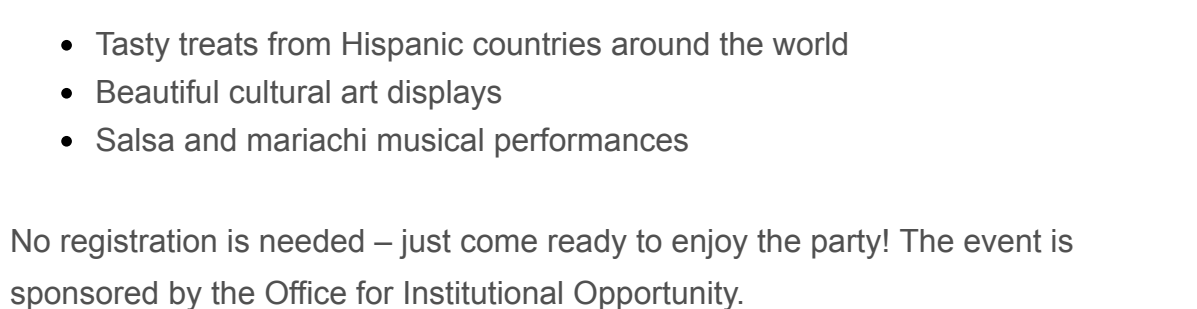 • Tasty treats from Hispanic countries around the world
• Beautiful cultural art displays
• Salsa and mariachi musical performances
No registration is needed – just come ready to enjoy the party! The event is
sponsored by the Office for Institutional Opportunity.